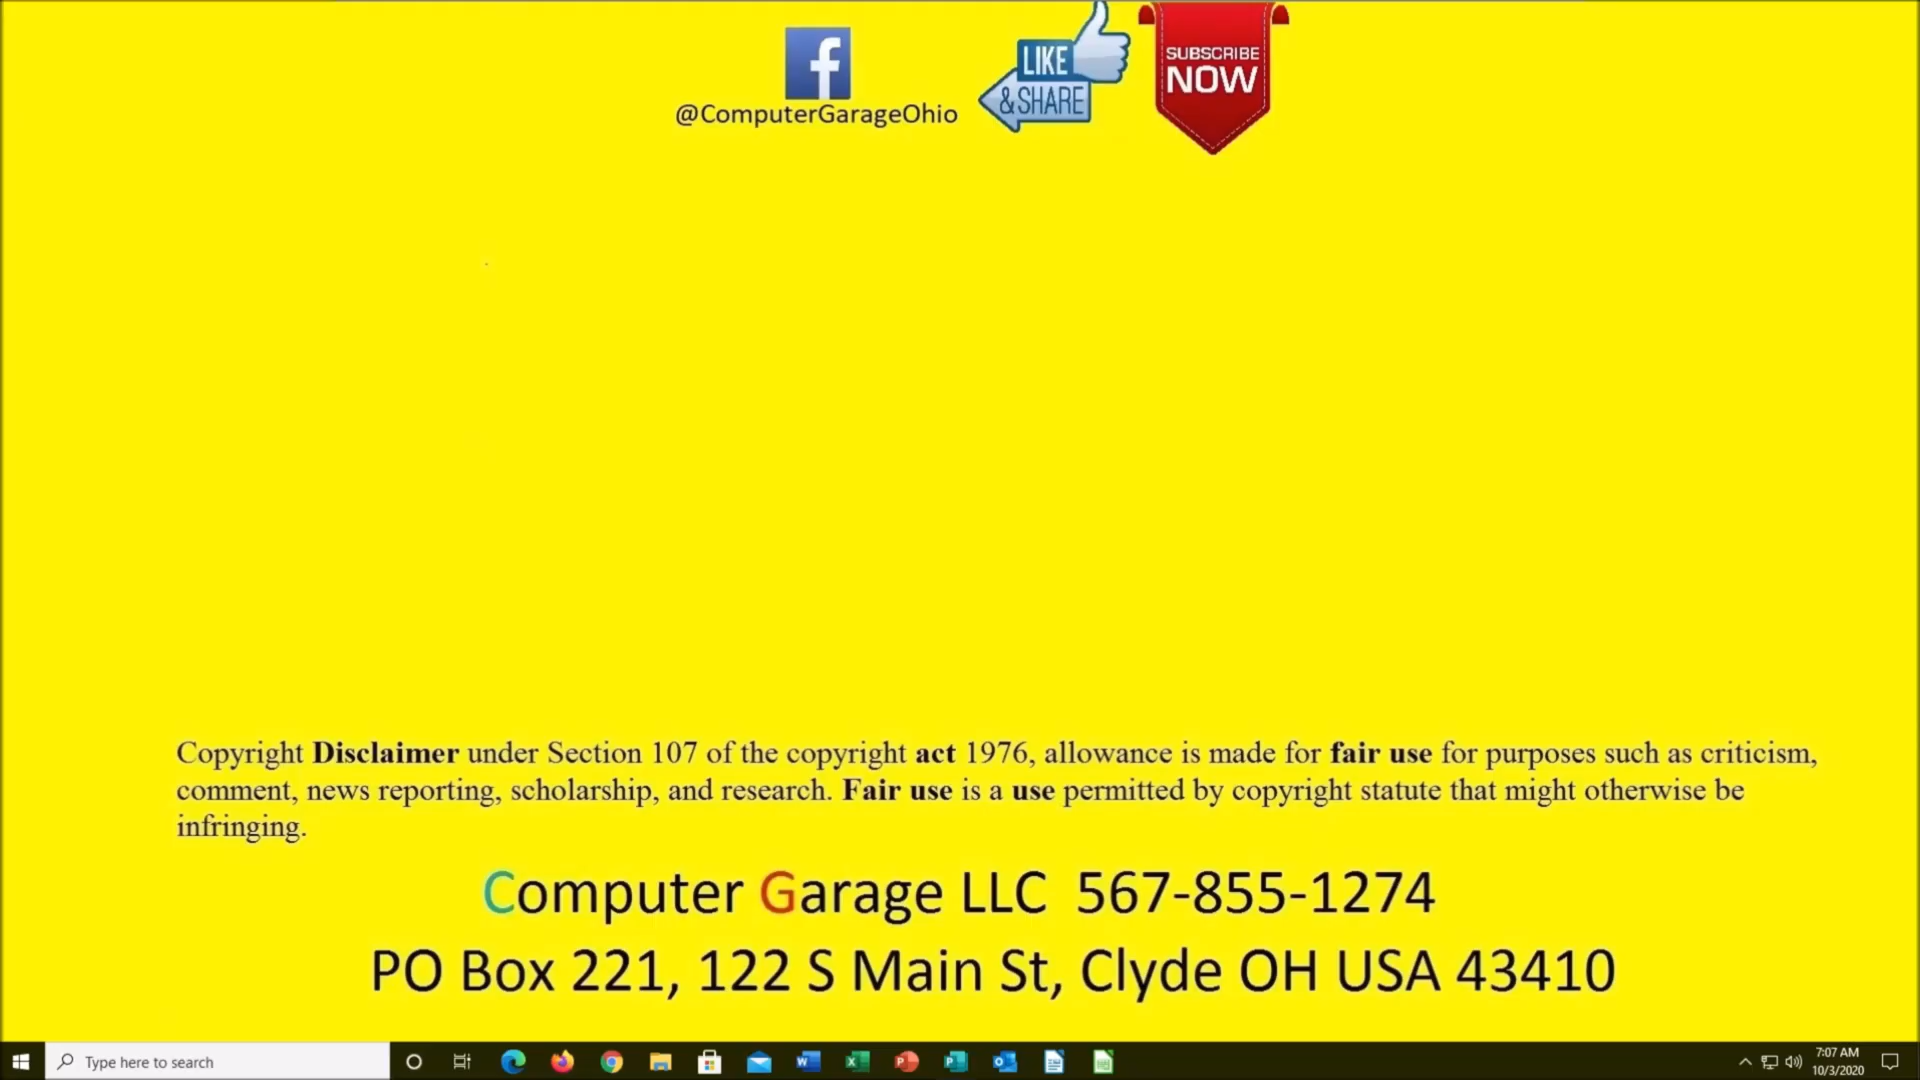 @ComputerGarageOhio
LIKE
&SHARE
SUBSCRIBE
NOW
Copyright Disclaimer under Section 107 of the copyright act 1976, allowance is made for fair use for purposes such as criticism,
comment, news reporting, scholarship, and research. Fair use is a use permitted by copyright statute that might otherwise be
infringing.
Computer Garage LLC 567-855-1274
PO Box 221, 122 S Main St, Clyde OH USA 43410
Type here to search
7:07 AM
10/3/2020